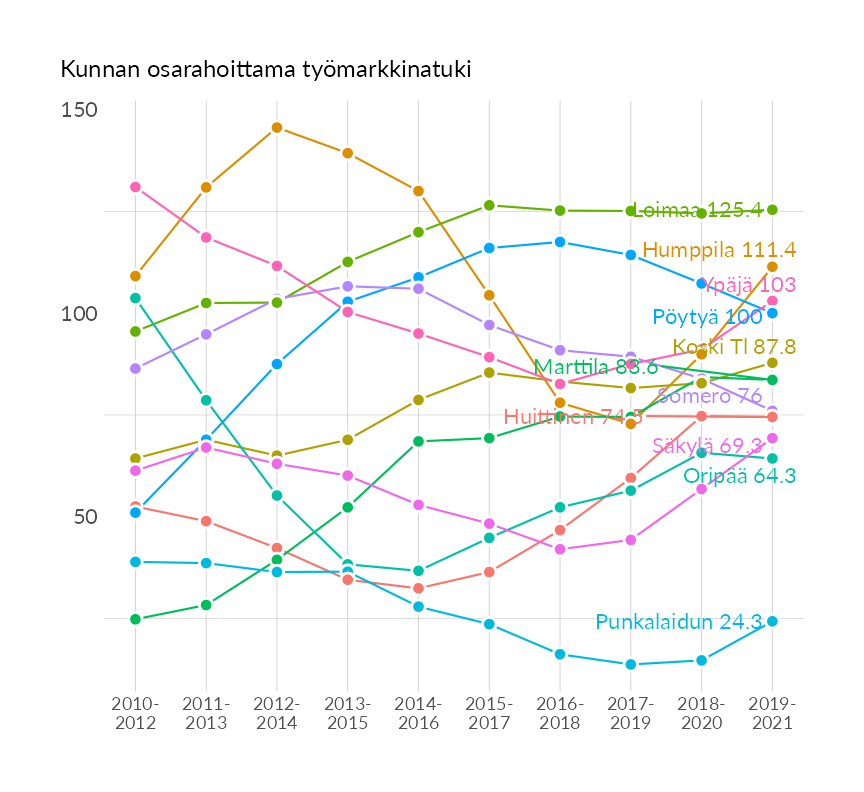 Kunnan osarahoittama työmarkkinatuki
150
Loimaa 125.4
Humppila 111.4
Ypäjä 103
100
Pöytyä 100
Koski Tl 87.8
Marttila 83.6
Somero 76
Huittinen 74.5
Säkylä 69.3
Oripää 64.3
50
Punkalaidun 24.3
2010- 2011- 2012- 2013- 2014- 2015- 2016- 2017- 2018- 2019-
2012 2013 2014 2015 2016 2017 2018 2019 2020 2021